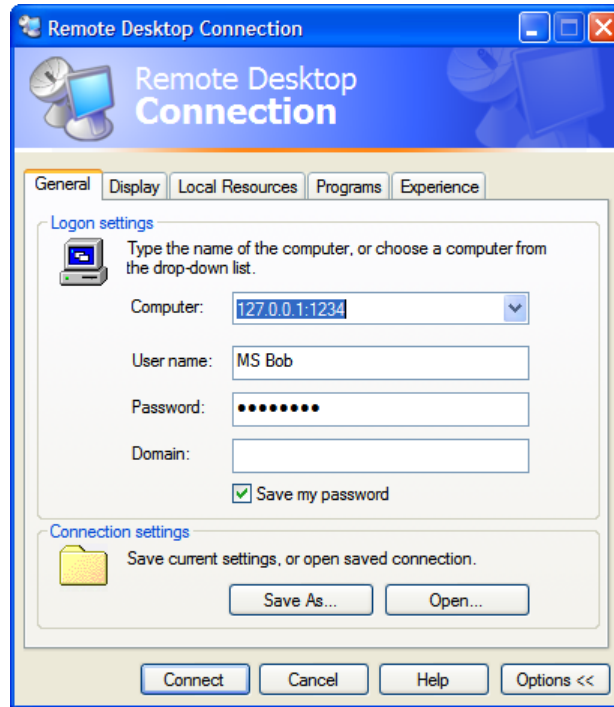 Remote Desktop Connection
Remote Desktop
Connection
General Display Local Resources Programs Experience
Logon settings
Type the name of the computer, or choose a computer from
the drop-down list.
Computer: 127.0.0.1:1234
User name: MS Bob
Password: ●●●●●●●●
Domain:
Save my password
Connection settings
Save current settings, or open saved connection.
Save As... Open...
Connect Cancel Help Options <<